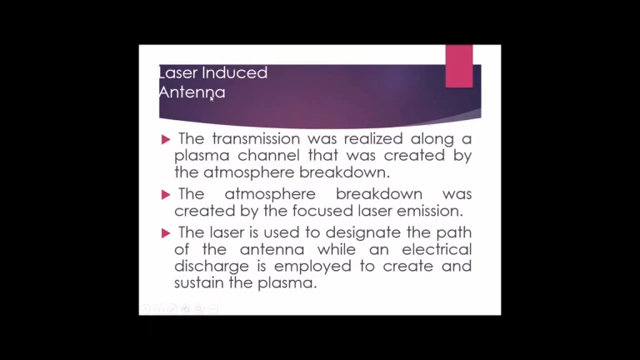 Laser Induced
Antenna
The transmission was realized along a
plasma channel that was created by
the atmosphere breakdown.
The atmosphere breakdown was
created by the focused laser emission.
The laser is used to designate the path
of the antenna while an electrical
discharge is employed to create and
sustain the plasma.